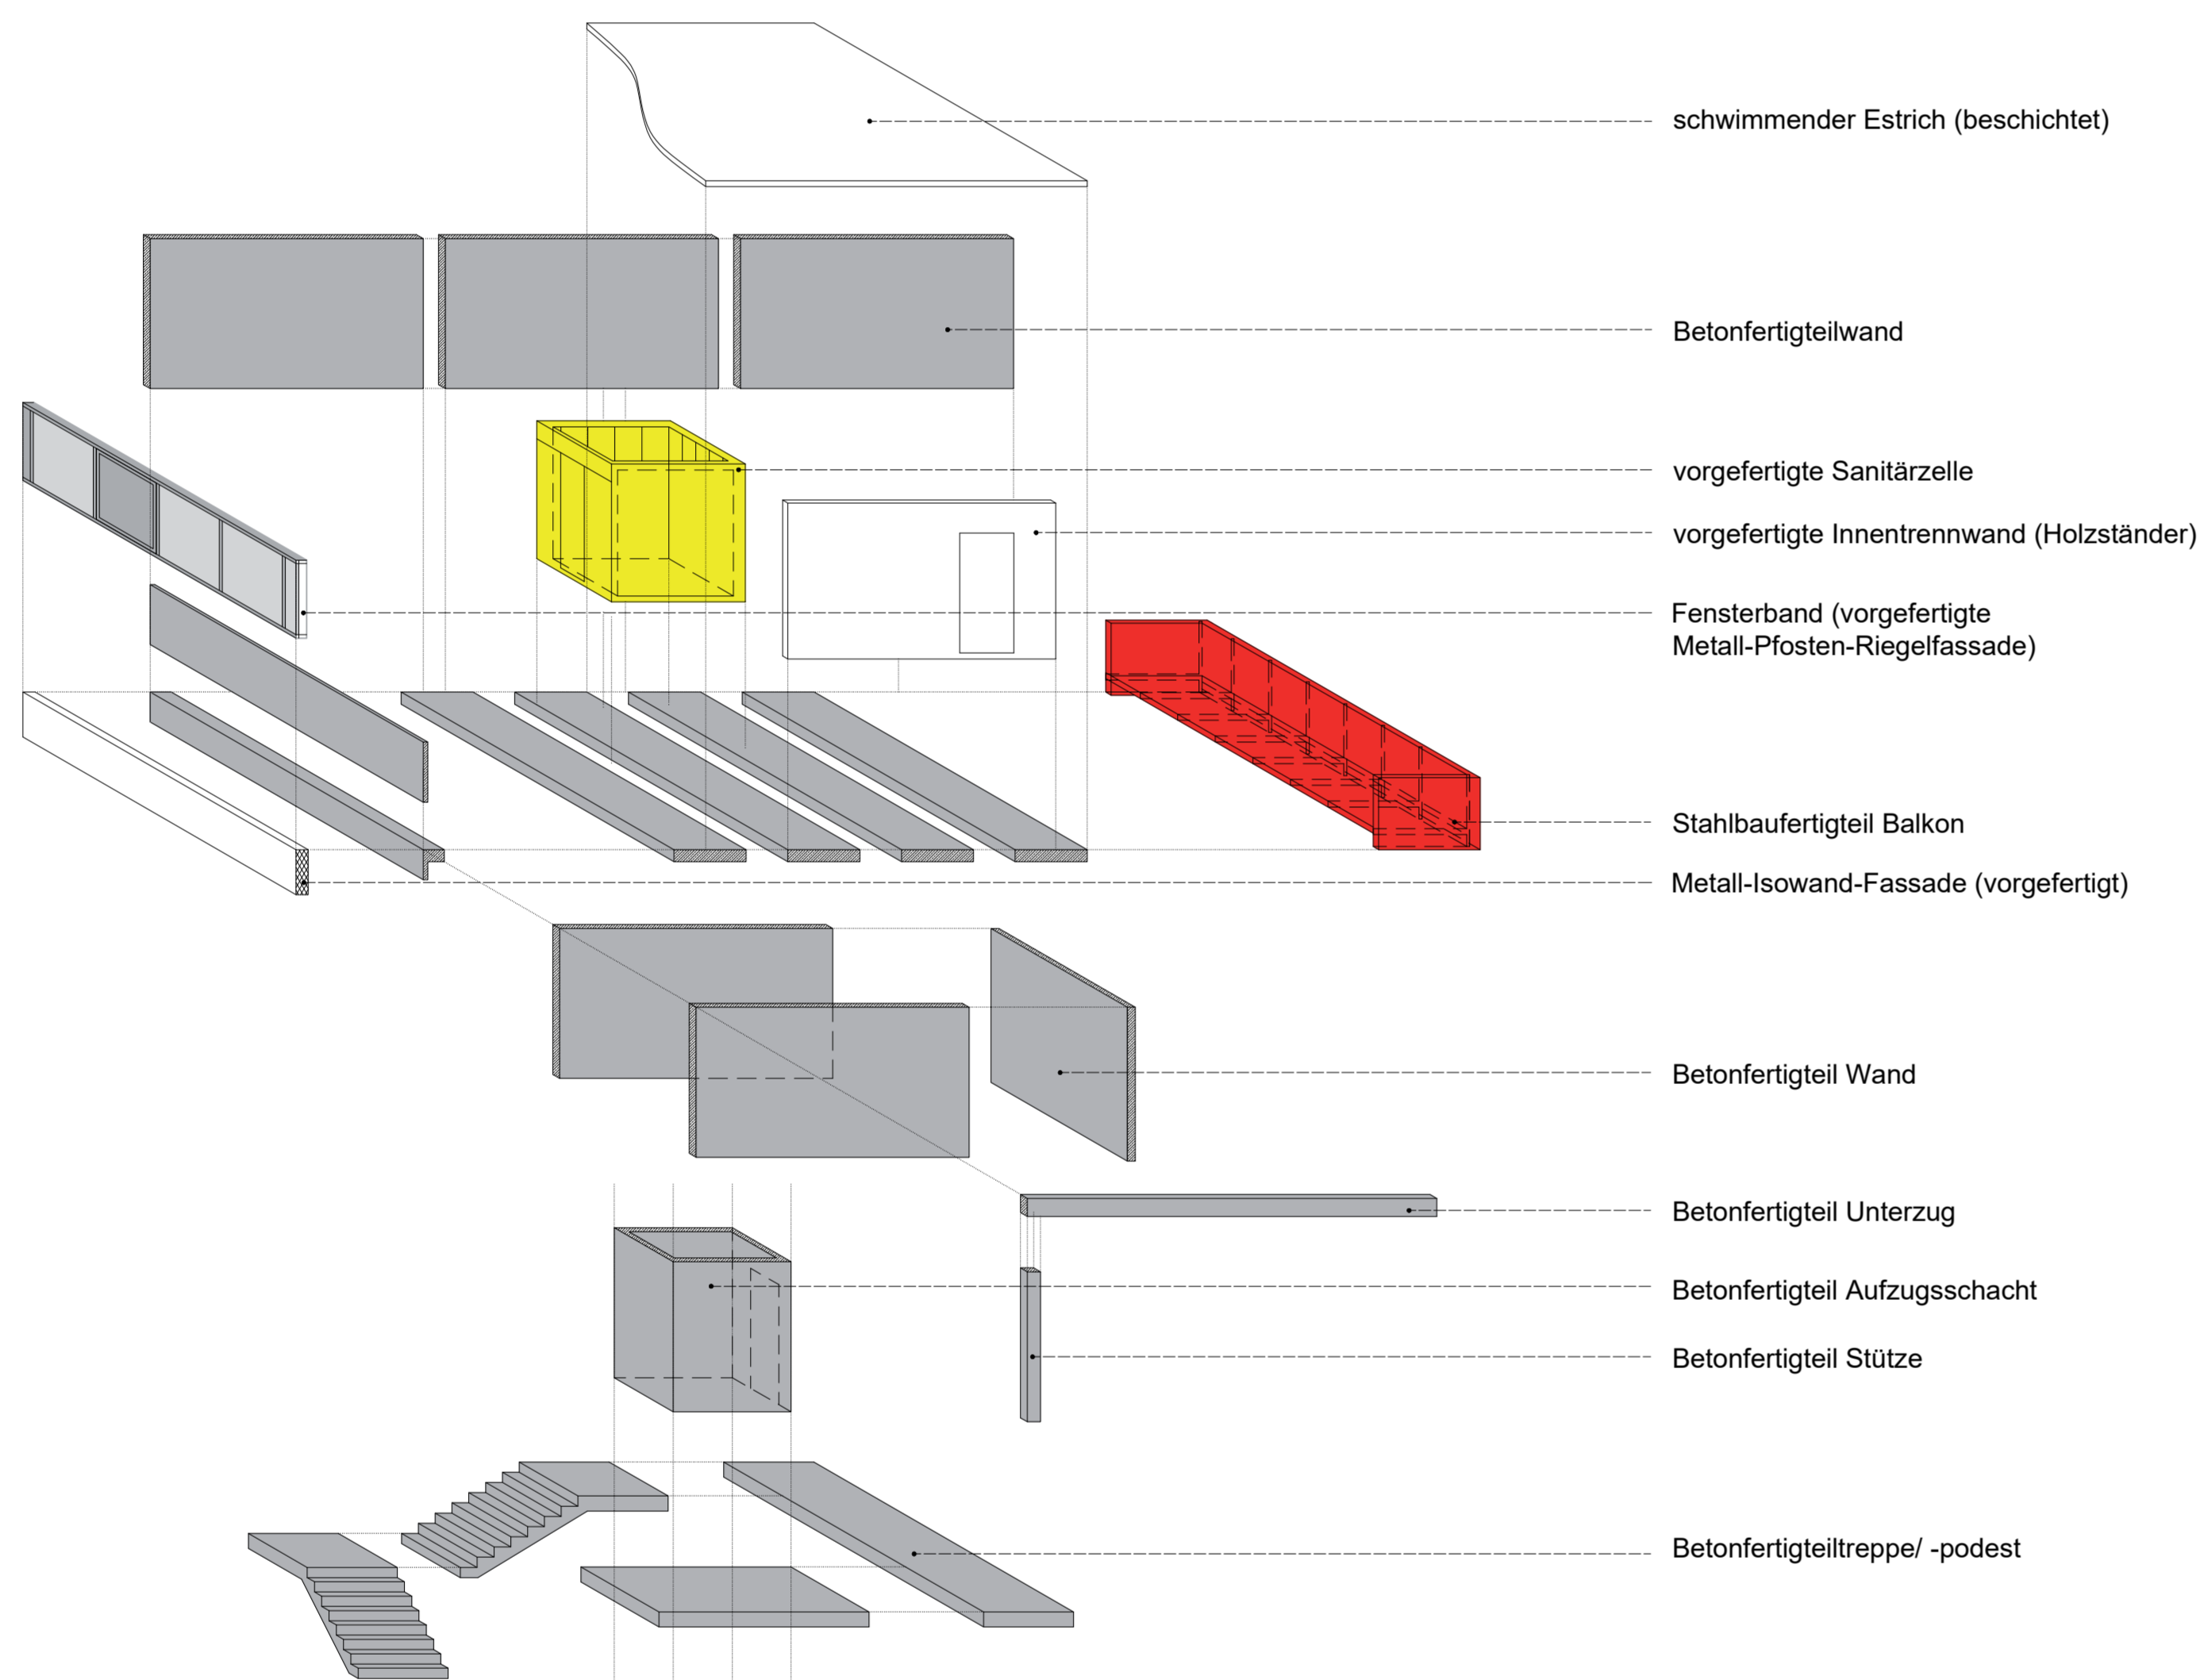 schwimmender Estrich (beschichtet)
Betonfertigteilwand
vorgefertigte Sanitärzelle
vorgefertigte Innentrennwand (Holzständer)
Fensterband (vorgefertigte
Metall-Pfosten-Riegelfassade)
Stahlbaufertigteil Balkon
Metall-Isowand-Fassade (vorgefertigt)
Betonfertigteil Wand
Betonfertigteil Unterzug
Betonfertigteil Aufzugsschacht
Betonfertigteil Stütze
Betonfertigteiltreppe/ -podest